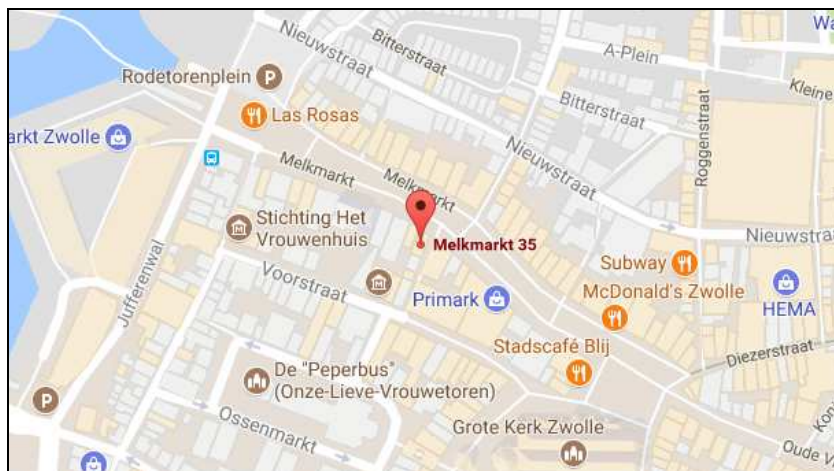 Nieuwstraat
Bitterstraat
Wa
A-Plein
Kleine
Rodetorenplein
P
Las Rosas
Bitterstraat
Roggenstraat
arkt Zwolle
Melkmarkt
Melkmarkt
Nieuwstraat
Stichting Het
Vrouwenhuis
Melkmarkt 35
Nieuwstra
Jufferenwal
Voorstraat
Subway
McDonald's Zwolle
Primark
HEMA
Stadscafé Blij
Diezerstraat
De "Peperbus"
(Onze-Lieve-Vrouwetoren)
P
Ossenmarkt
Grote Kerk Zwolle
Oude V